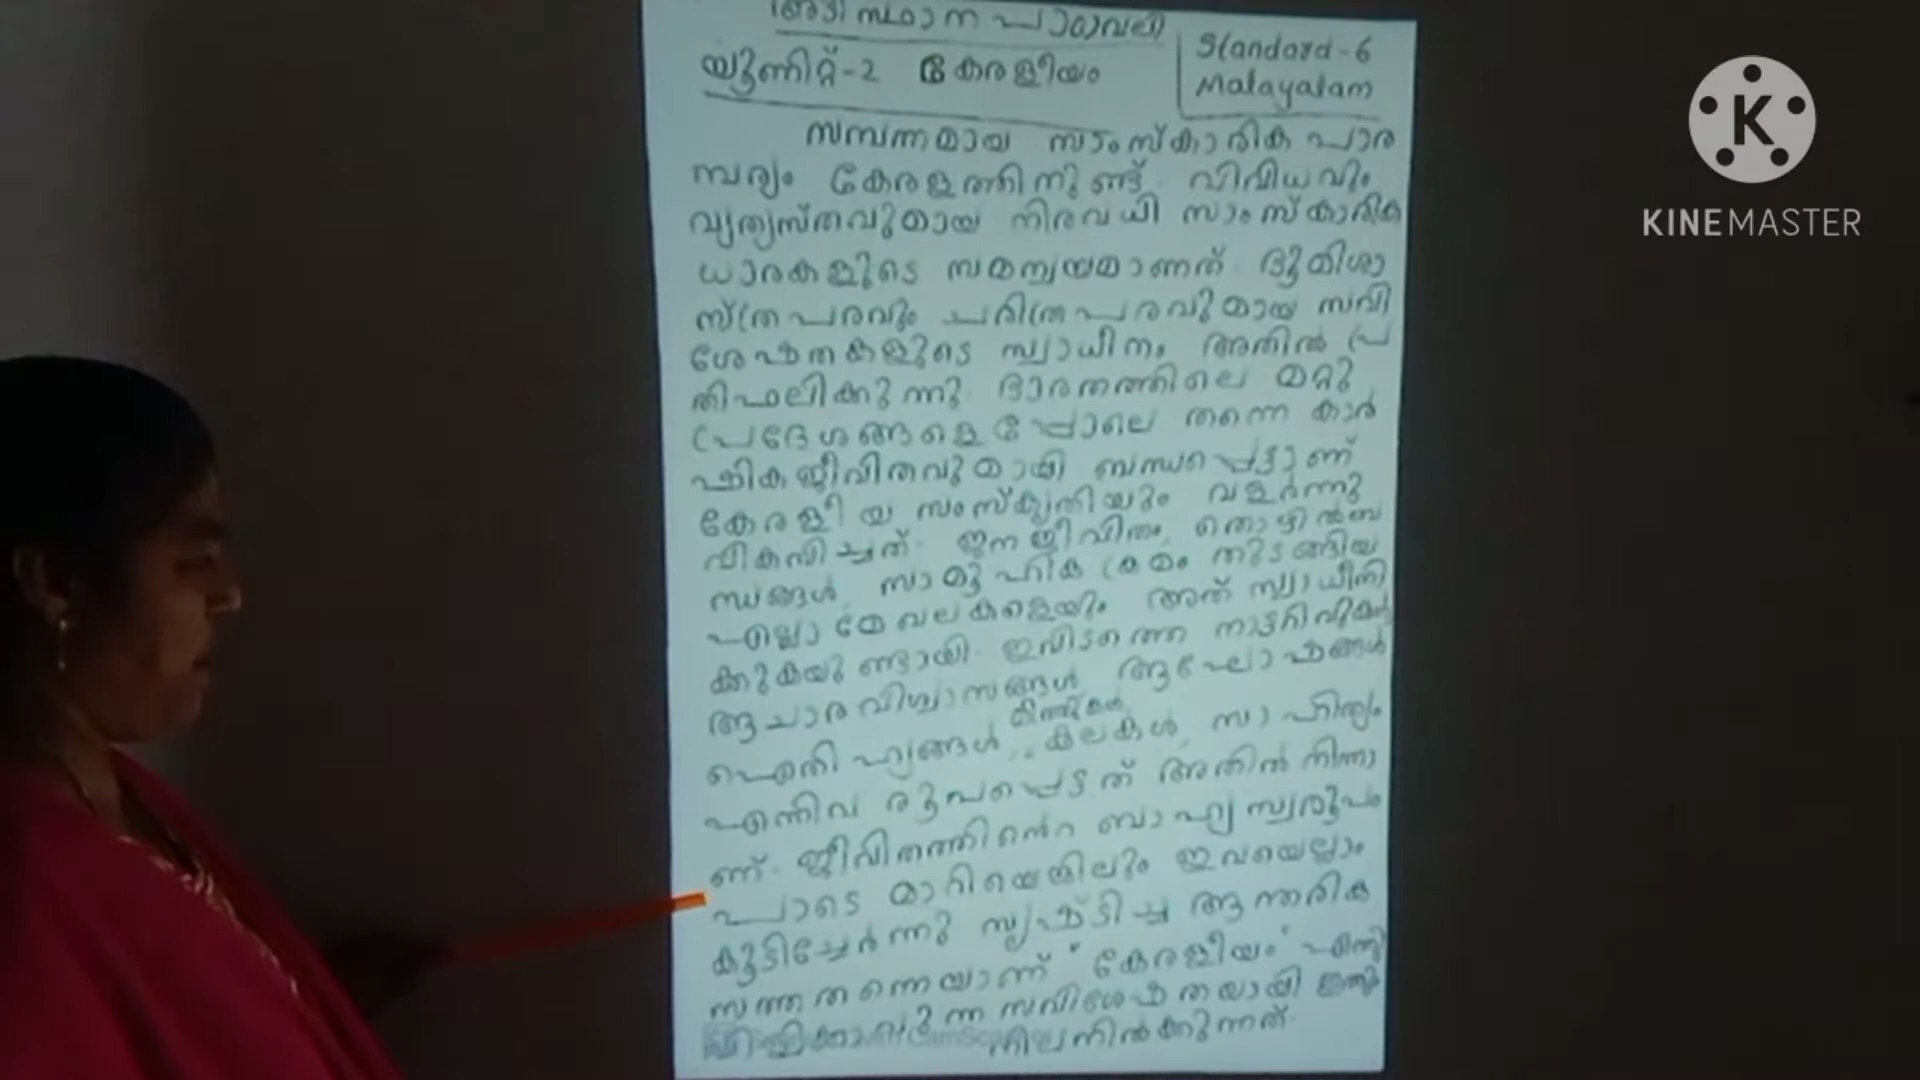 അടിസ്ഥാന പാഠാവലി
യൂണിറ്റ്-2 കേരളീയം
Standard-6
Malayalam
സമ്പന്നമായ സാംസ്കാരിക പാര
മ്പര്യം കേരളത്തിനുണ്ട്. വിവിധവും
വ്യത്യസ്തവുമായ നിരവധി സാംസ്കാരിക
ധാരകളുടെ സമന്വയമാണത്. ഭൂമിശാ
സ്ത്രപരവും ചരിത്രപരവുമായ സവി
ശേഷതകളുടെ സ്വാധീനം അതിൽ പ്ര
തിഫലിക്കുന്നു. ഭാരതത്തിലെ മറ്റു
പ്രദേശങ്ങളെപ്പോലെ തന്നെ കാർ
ഷികജീവിതവുമായി ബന്ധപ്പെട്ടാണ്
കേരളീയ സംസ്കൃതിയും വളർന്നു
വികസിച്ചത്. ജനജീവിതം, തൊഴിൽബ
ന്ധങ്ങൾ, സാമൂഹിക ക്രമം തുടങ്ങിയ
എല്ലാ മേഖലകളെയും അത് സ്വാധീനി
ക്കുകയുണ്ടായി. ഇവിടത്തെ നാട്ടറിവുകൾ
ആചാരവിശ്വാസങ്ങൾ ആഘോഷങ്ങൾ
ഐതിഹ്യങ്ങൾ, മിത്തുകൾ, കലകൾ, സാഹിത്യം
എന്നിവ രൂപപ്പെട്ടത് അതിൽ നിന്നാ
ണ്. ജീവിതത്തിന്റെ ബാഹ്യസ്വരൂപം
പാടെ മാറിയെങ്കിലും ഇവയെല്ലാം
കൂടിച്ചേർന്നു സൃഷ്ടിച്ച ആന്തരിക
സത്ത തന്നെയാണ് "കേരളീയം" എന്നു
വിളിക്കാവുന്ന സവിശേഷതയായി ഇന്നും
നിലനിൽക്കുന്നത്.
K
KINEMASTER